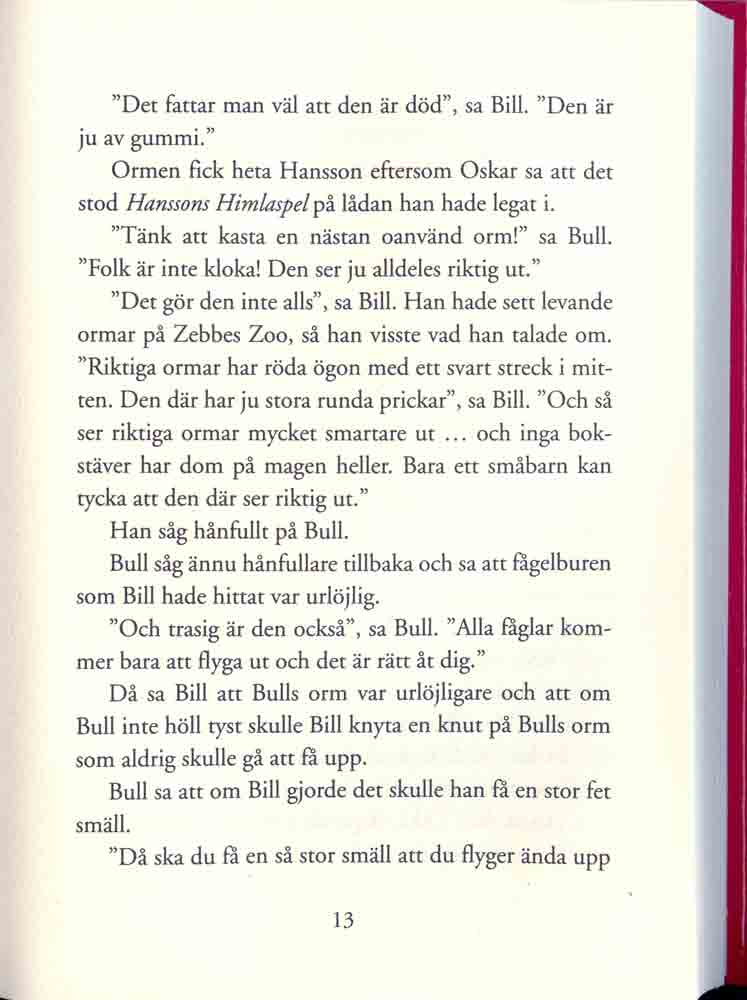 ”Det fattar man väl att den är död”, sa Bill. ”Den är
ju av gummi.”
Ormen fick heta Hansson eftersom Oskar sa att det
stod Hanssons Himlaspel på lådan han hade legat i.
”Tänk att kasta en nästan oanvänd orm!” sa Bull.
”Folk är inte kloka! Den ser ju alldeles riktig ut.”
”Det gör den inte alls”, sa Bill. Han hade sett levande
ormar på Zebbes Zoo, så han visste vad han talade om.
”Riktiga ormar har röda ögon med ett svart streck i mit-
ten. Den där har ju stora runda prickar”, sa Bill. ”Och så
ser riktiga ormar mycket smartare ut … och inga bok-
stäver har dom på magen heller. Bara ett småbarn kan
tycka att den där ser riktig ut.”
Han såg hånfullt på Bull.
Bull såg ännu hånfullare tillbaka och sa att fågelburen
som Bill hade hittat var urlöjlig.
”Och trasig är den också”, sa Bull. ”Alla fåglar kom-
mer bara att flyga ut och det är rätt åt dig.”
Då sa Bill att Bulls orm var urlöjligare och att om
Bull inte höll tyst skulle Bill knyta en knut på Bulls orm
som aldrig skulle gå att få upp.
Bull sa att om Bill gjorde det skulle han få en stor fet
smäll.
”Då ska du få en så stor smäll att du flyger ända upp
13